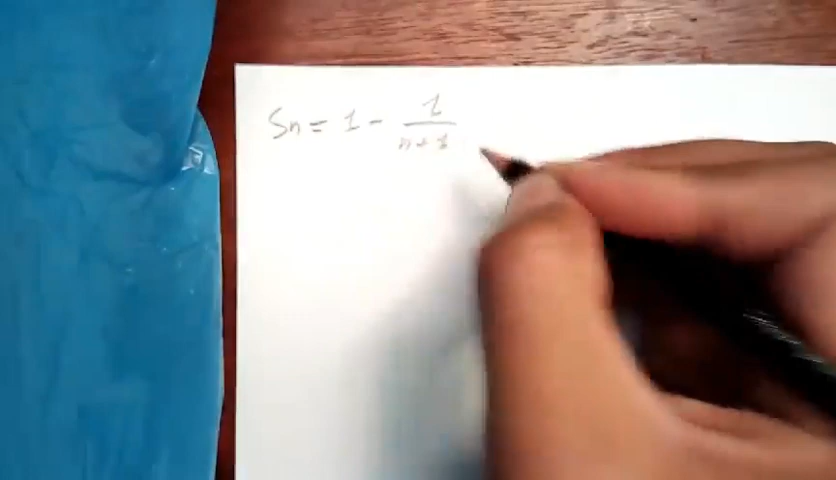 Sn = 1 - 1/(n+1)